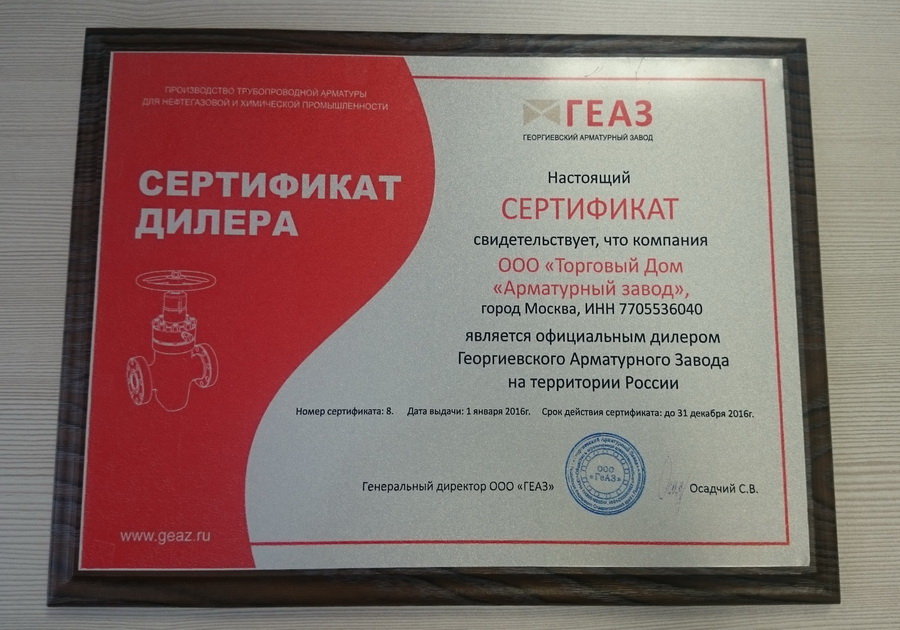 ПРОИЗВОДСТВО ТРУБОПРОВОДНОЙ АРМАТУРЫ
ДЛЯ НЕФТЕГАЗОВОЙ И ХИМИЧЕСКОЙ ПРОМЫШЛЕННОСТИ
СЕРТИФИКАТ
ДИЛЕРА
www.geaz.ru
ГЕАЗ
ГЕОРГИЕВСКИЙ АРМАТУРНЫЙ ЗАВОД
Настоящий
СЕРТИФИКАТ
свидетельствует, что компания
ООО «Торговый Дом
«Арматурный завод»,
город Москва, ИНН 7705536040
является официальным дилером
Георгиевского Арматурного Завода
на территории России
Номер сертификата: 8. Дата выдачи: 1 января 2016г. Срок действия сертификата: до 31 декабря 2016г.
Генеральный директор ООО «ГЕАЗ»
ООО
«ГеАЗ»
Осадчий С.В.